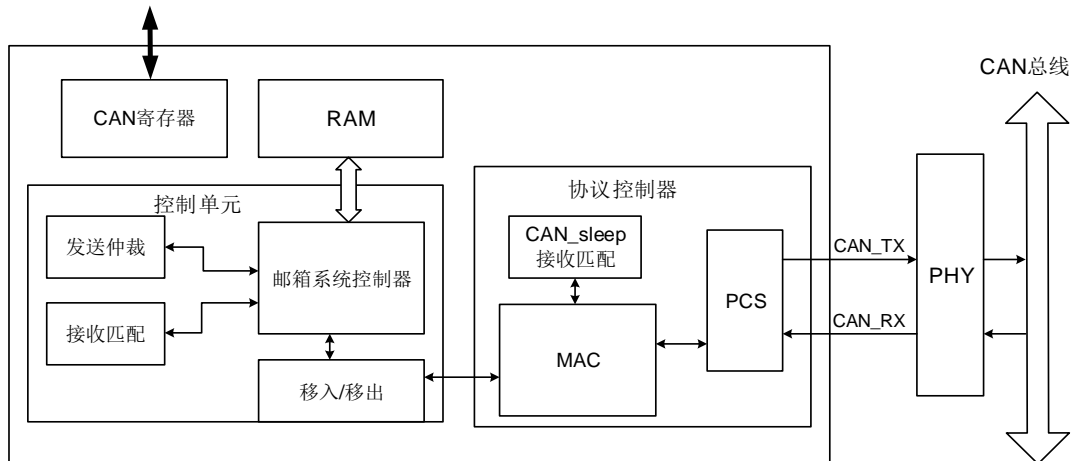 CAN总线
CAN寄存器
RAM
控制单元
发送仲裁
接收匹配
邮箱系统控制器
移入/移出
协议控制器
CAN_sleep
接收匹配
MAC
PCS
CAN_TX
CAN_RX
PHY